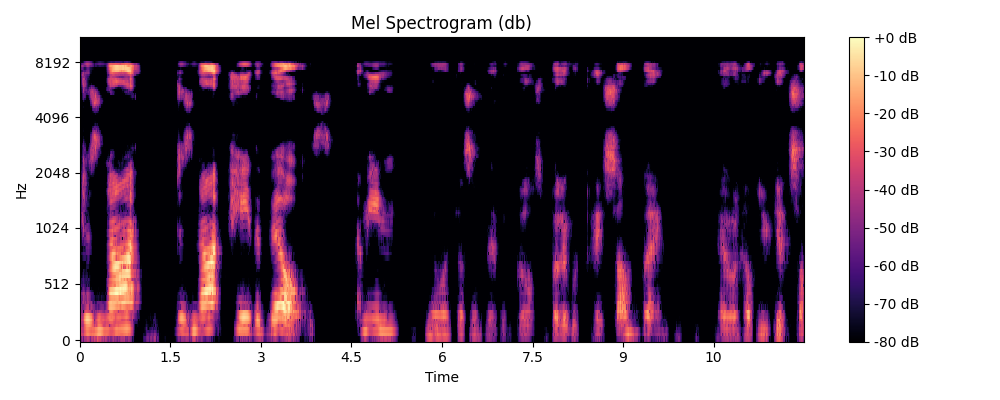 Mel Spectrogram (db)
8192
4096
2048
1024
512
0
Hz
0 1.5 3 4.5 6 7.5 9 10
Time
+0 dB
-10 dB
-20 dB
-30 dB
-40 dB
-50 dB
-60 dB
-70 dB
-80 dB